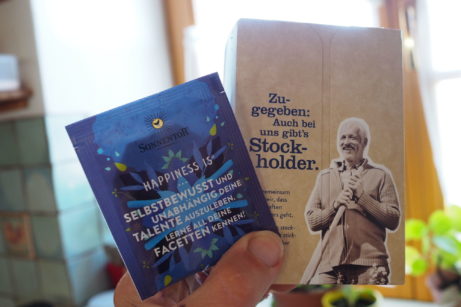 SONNENTOR
HAPPINESS IS
SELBSTBEWUSST UND
UNABHÄNGIG DEINE
TALENTE AUSZULEBEN.
LERNE ALL DEINE
FACETTEN KENNEN!
Zu-
gegeben:
Auch bei
uns gibt's
Stock-
holder.